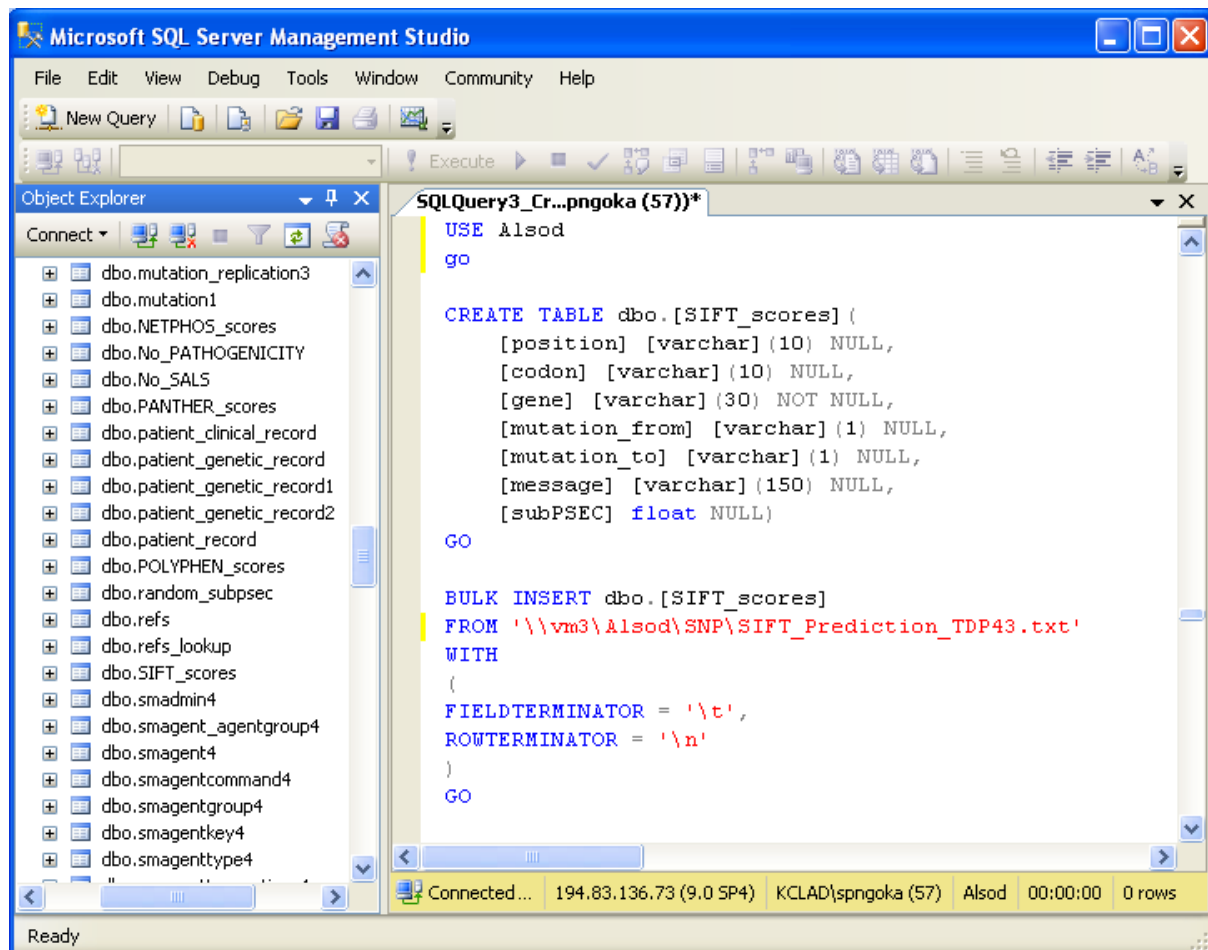 Microsoft SQL Server Management Studio
File Edit View Debug Tools Window Community Help
New Query
Execute
Object Explorer
Connect
dbo.mutation_replication3
dbo.mutation1
dbo.NETPHOS_scores
dbo.No_PATHOGENICITY
dbo.No_SALS
dbo.PANTHER_scores
dbo.patient_clinical_record
dbo.patient_genetic_record
dbo.patient_genetic_record1
dbo.patient_genetic_record2
dbo.patient_record
dbo.POLYPHEN_scores
dbo.random_subpsec
dbo.refs
dbo.refs_lookup
dbo.SIFT_scores
dbo.smadmin4
dbo.smagent_agentgroup4
dbo.smagent4
dbo.smagentcommand4
dbo.smagentgroup4
dbo.smagentkey4
dbo.smagenttype4
SQLQuery3_Cr...pngoka (57))*
USE Alsod
go
CREATE TABLE dbo.[SIFT_scores](
[position] [varchar](10) NULL,
[codon] [varchar](10) NULL,
[gene] [varchar](30) NOT NULL,
[mutation_from] [varchar](1) NULL,
[mutation_to] [varchar](1) NULL,
[message] [varchar](150) NULL,
[subPSEC] float NULL)
GO
BULK INSERT dbo.[SIFT_scores]
FROM '\\vm3\Alsod\SNP\SIFT_Prediction_TDP43.txt'
WITH
(
FIELDTERMINATOR = '\t',
ROWTERMINATOR = '\n'
)
GO
Connected... 194.83.136.73 (9.0 SP4) KCLAD\spngoka (57) Alsod 00:00:00 0 rows
Ready